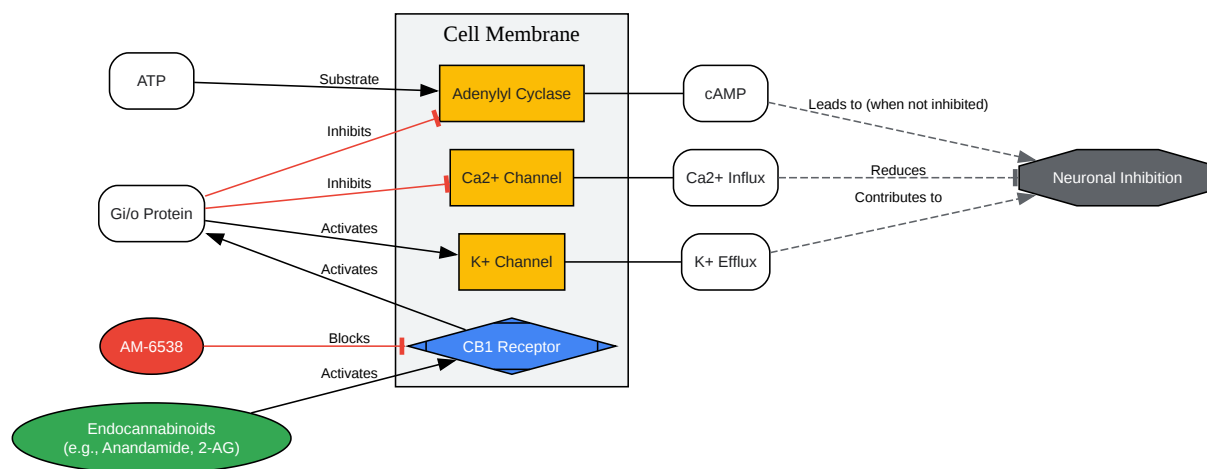 Cell Membrane
ATP
Substrate
Adenylyl Cyclase
cAMP
Leads to (when not inhibited)
Inhibits
Inhibits
Ca2+ Channel
Ca2+ Influx
Reduces
Neuronal Inhibition
Contributes to
Gi/o Protein
Activates
K+ Channel
K+ Efflux
Activates
AM-6538
Blocks
CB1 Receptor
Activates
Endocannabinoids
(e.g., Anandamide, 2-AG)